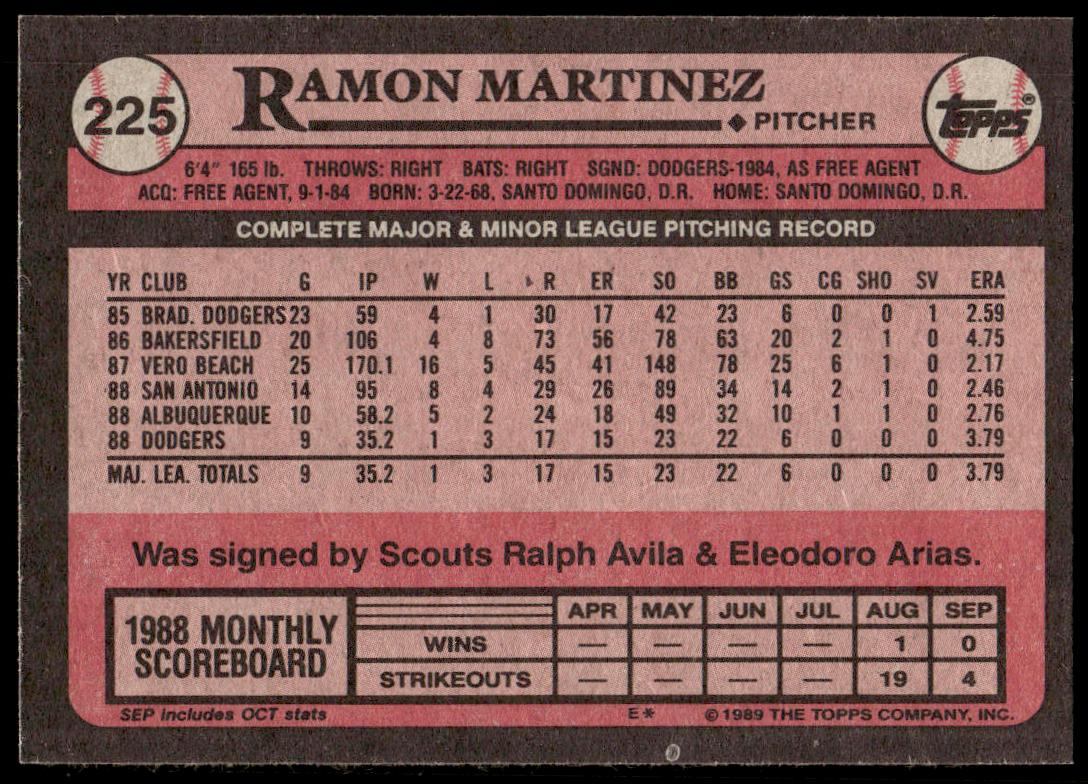 225
RAMON MARTINEZ
◆ PITCHER
Topps®
6'4" 165 lb. THROWS: RIGHT BATS: RIGHT SGND: DODGERS-1984, AS FREE AGENT
ACQ: FREE AGENT, 9-1-84 BORN: 3-22-68, SANTO DOMINGO, D.R. HOME: SANTO DOMINGO, D.R.
COMPLETE MAJOR & MINOR LEAGUE PITCHING RECORD
YR CLUB G IP W L R ER SO BB GS CG SHO SV ERA
85 BRAD. DODGERS 23 59 4 1 30 17 42 23 6 0 0 1 2.59
86 BAKERSFIELD 20 106 4 8 73 56 78 63 20 2 1 0 4.75
87 VERO BEACH 25 170.1 16 5 45 41 148 78 25 6 1 0 2.17
88 SAN ANTONIO 14 95 8 4 29 26 89 34 14 2 1 0 2.46
88 ALBUQUERQUE 10 58.2 5 2 24 18 49 32 10 1 1 0 2.76
88 DODGERS 9 35.2 1 3 17 15 23 22 6 0 0 0 3.79
MAJ. LEA. TOTALS 9 35.2 1 3 17 15 23 22 6 0 0 0 3.79
Was signed by Scouts Ralph Avila & Eleodoro Arias.
1988 MONTHLY
SCOREBOARD
APR MAY JUN JUL AUG SEP
WINS — — — — 1 0
STRIKEOUTS — — — — 19 4
SEP includes OCT stats E* © 1989 THE TOPPS COMPANY, INC.